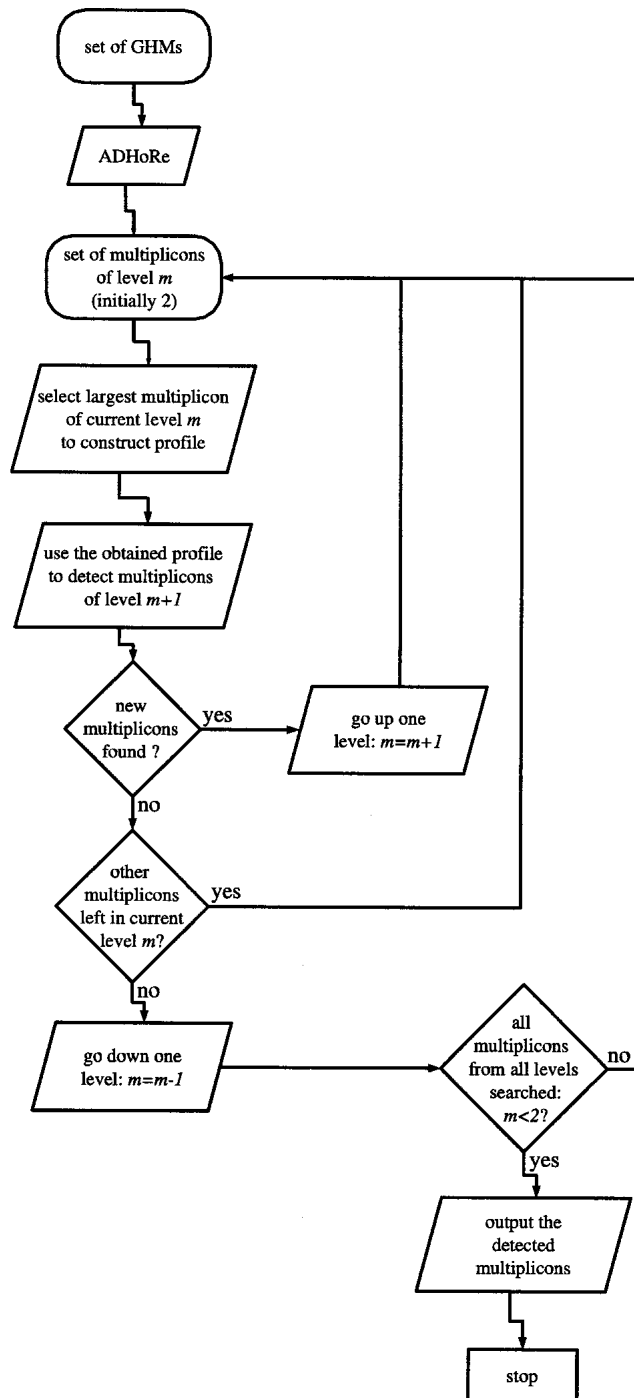 set of GHMs
ADHoRe
set of multiplicons
of level m
(initially 2)
select largest multiplicon
of current level m
to construct profile
use the obtained profile
to detect multiplicons
of level m+1
new
multiplicons
found ?
yes
go up one
level: m=m+1
no
other
multiplicons
left in current
level m?
yes
no
go down one
level: m=m-1
all
multiplicons
from all levels
searched:
m<2?
no
yes
output the
detected
multiplicons
stop